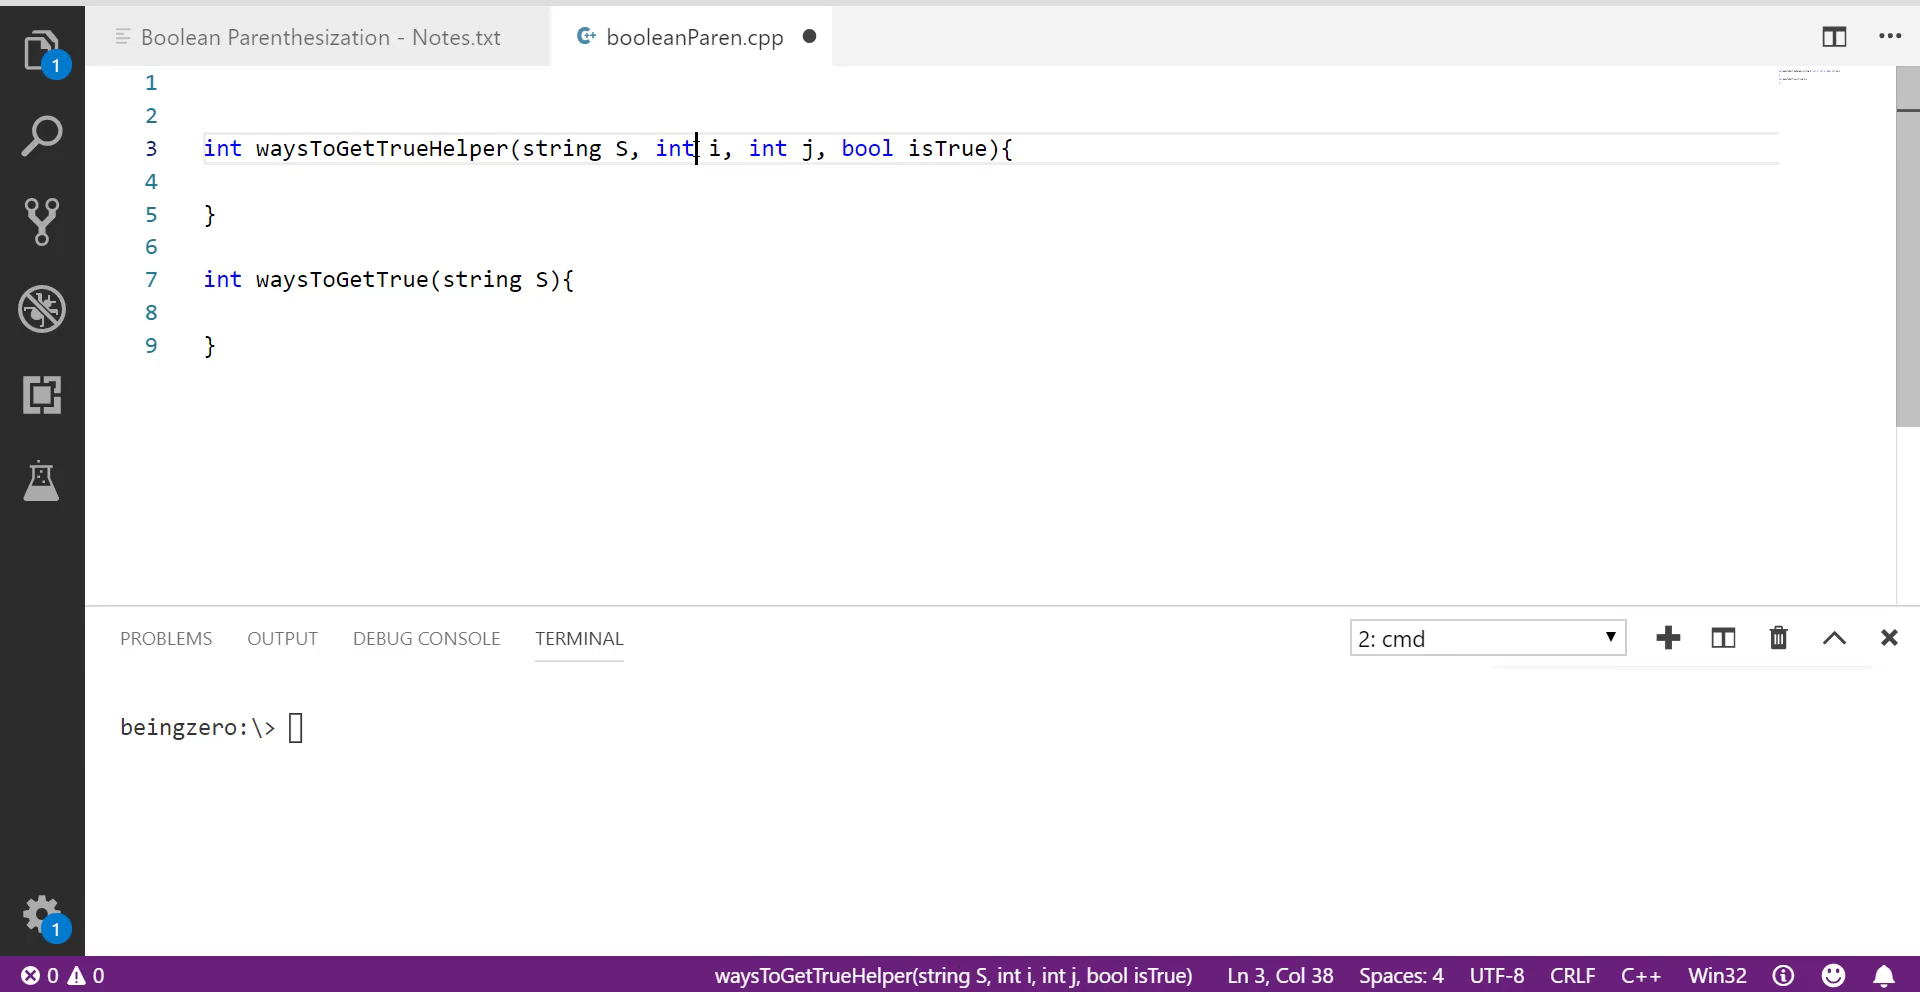 Boolean Parenthesization - Notes.txt
booleanParen.cpp
1
1
2
3 int waysToGetTrueHelper(string S, int i, int j, bool isTrue){
4
5 }
6
7 int waysToGetTrue(string S){
8
9 }
PROBLEMS OUTPUT DEBUG CONSOLE TERMINAL 2: cmd
beingzero:\>
1
0 0 waysToGetTrueHelper(string S, int i, int j, bool isTrue) Ln 3, Col 38 Spaces: 4 UTF-8 CRLF C++ Win32